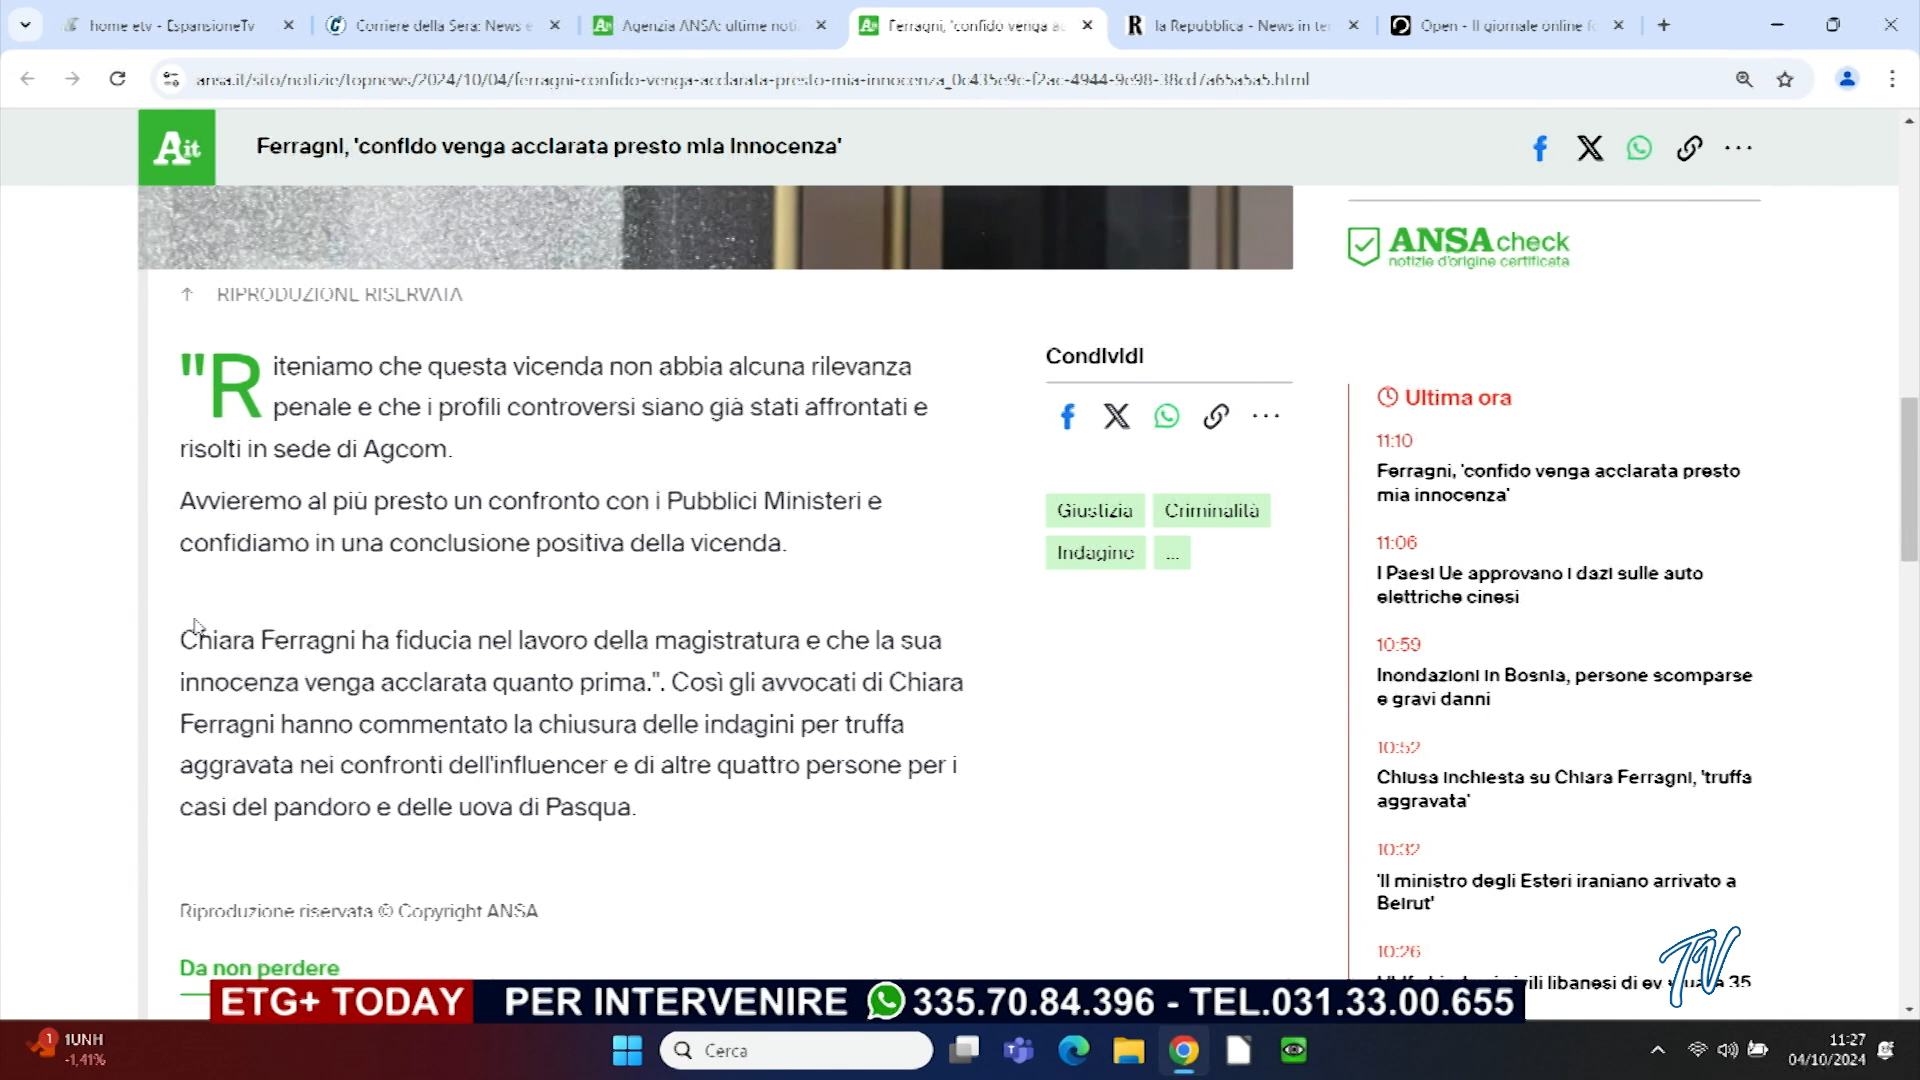 home etv - EspansioneTv
Corriere della Sera: News e
Agenzia ANSA: ultime noti
Ferragni, 'confido venga ac
la Repubblica - News in te
Open - Il giornale online fo
ansa.it/sito/notizie/topnews/2024/10/04/ferragni-confido-venga-acclarata-presto-mia-innocenza_0c435e9c-f2ac-4944-9e98-38cd7a65a5a5.html
Ait
Ferragni, 'confido venga acclarata presto mia innocenza'
RIPRODUZIONE RISERVATA
"Riteniamo che questa vicenda non abbia alcuna rilevanza
penale e che i profili controversi siano già stati affrontati e
risolti in sede di Agcom.
Avvieremo al più presto un confronto con i Pubblici Ministeri e
confidiamo in una conclusione positiva della vicenda.
Chiara Ferragni ha fiducia nel lavoro della magistratura e che la sua
innocenza venga acclarata quanto prima.". Così gli avvocati di Chiara
Ferragni hanno commentato la chiusura delle indagini per truffa
aggravata nei confronti dell'influencer e di altre quattro persone per i
casi del pandoro e delle uova di Pasqua.
Riproduzione riservata © Copyright ANSA
Da non perdere
Condividi
Giustizia
Criminalità
Indagine
...
ANSA check
notizie d'origine certificata
Ultima ora
11:10
Ferragni, 'confido venga acclarata presto
mia innocenza'
11:06
I Paesi Ue approvano i dazi sulle auto
elettriche cinesi
10:59
Inondazioni in Bosnia, persone scomparse
e gravi danni
10:52
Chiusa inchiesta su Chiara Ferragni, 'truffa
aggravata'
10:32
'Il ministro degli Esteri iraniano arrivato a
Beirut'
10:26
libanesi di 35
TN
ETG+ TODAY PER INTERVENIRE 335.70.84.396 - TEL.031.33.00.655
1
1UNH
-1,41%
Cerca
11:27
04/10/2024